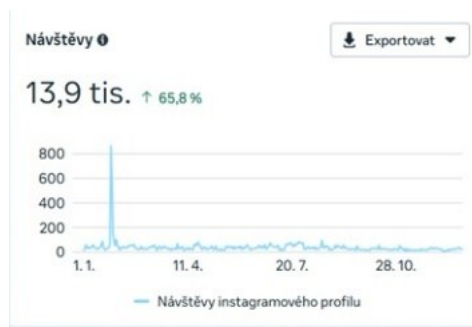 Návštěvy
Exportovat
13,9 tis. ↑ 65,8 %
800
600
400
200
0
1. 1. 11. 4. 20. 7. 28. 10.
Návštěvy instagramového profilu